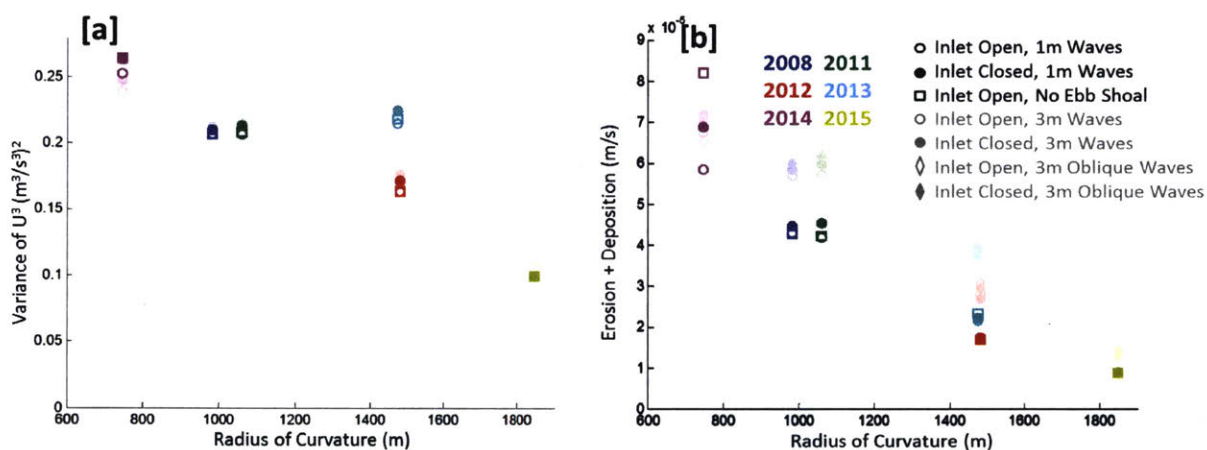 [a]
0.25
0.2
0.15
0.1
0.05
0
600 800 1000 1200 1400 1600 1800
Radius of Curvature (m)
Variance of U³ (m³/s³)²
x 10⁻⁵
[b]
9
8
7
6
5
4
3
2
1
0
600 800 1000 1200 1400 1600 1800
Radius of Curvature (m)
Erosion + Deposition (m/s)
2008 2011
2012 2013
2014 2015
Inlet Open, 1m Waves
Inlet Closed, 1m Waves
Inlet Open, No Ebb Shoal
Inlet Open, 3m Waves
Inlet Closed, 3m Waves
Inlet Open, 3m Oblique Waves
Inlet Closed, 3m Oblique Waves